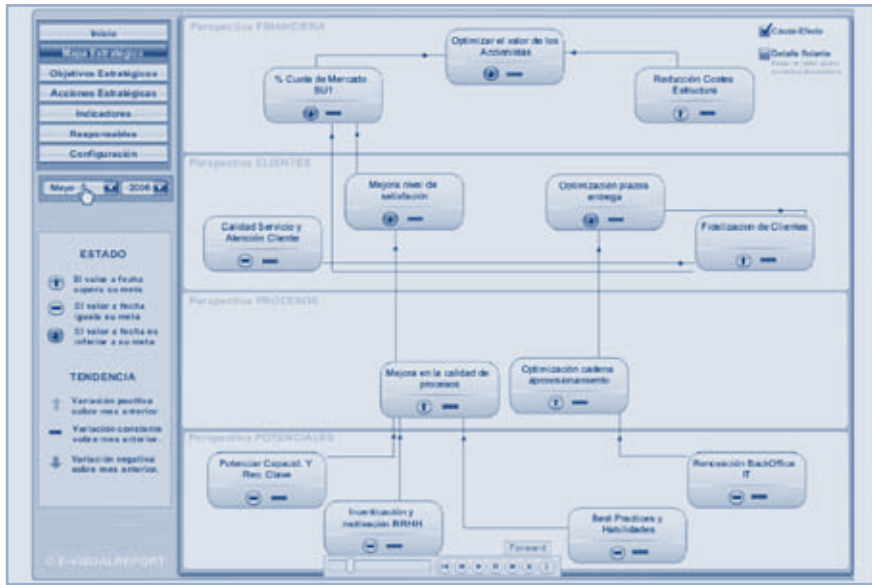 Inicio
Mapa Estratégico
Objetivos Estratégicos
Acciones Estratégicas
Indicadores
Responsables
Configuración
Mayo
2006
ESTADO
El valor a fecha
supera su meta
El valor a fecha
iguala su meta
El valor a fecha es
inferior a su meta
TENDENCIA
Variación positiva
sobre mes anterior
Variación constante
sobre mes anterior.
Variación negativa
sobre mes anterior.
© E-VISUALREPORT
Perspectiva FINANCIERA
Optimizar el valor de los
Accionistas
Causa-Efecto
Detalle flotante
% Cuota de Mercado
SU1
Reducción Costes
Estructura
Perspectiva CLIENTES
Mejora nivel de
satisfacción
Optimización plazos
entrega
Calidad Servicio y
Atención Cliente
Fidelizacion de Clientes
Perspectiva PROCESOS
Mejora en la calidad de
procesos
Optimización cadena
aprovisionamiento
Perspectiva POTENCIALES
Potenciar Capacid. Y
Rec. Clave
Renovación BackOffice
IT
Incentivación y
motivación RRHH
Best Practices y
Habilidades
Forward